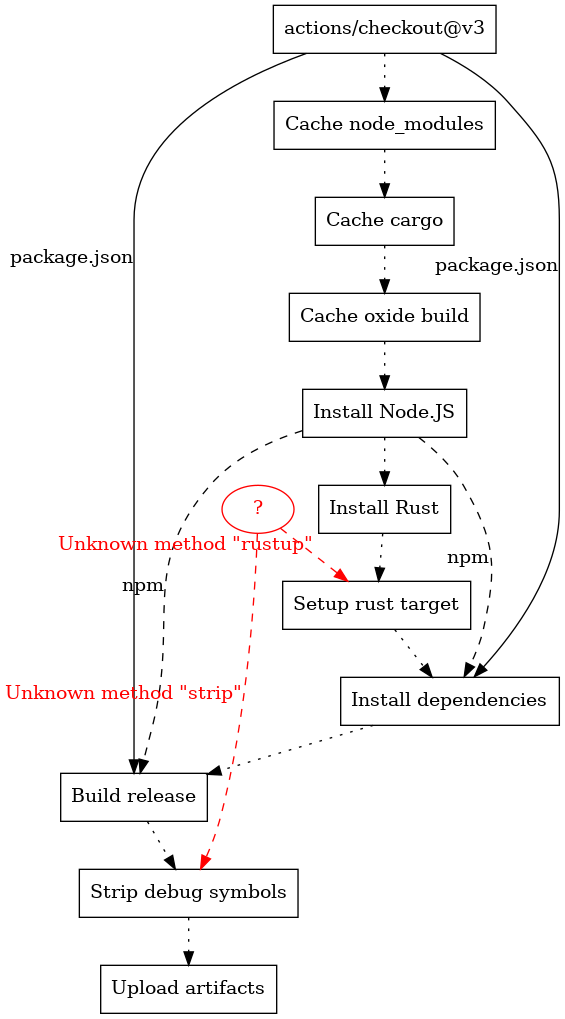 actions/checkout@v3
Cache node_modules
Cache cargo
package.json
package.json
Cache oxide build
Install Node.JS
?
Install Rust
Unknown method "rustup"
npm
npm
Setup rust target
Unknown method "strip"
Install dependencies
Build release
Strip debug symbols
Upload artifacts